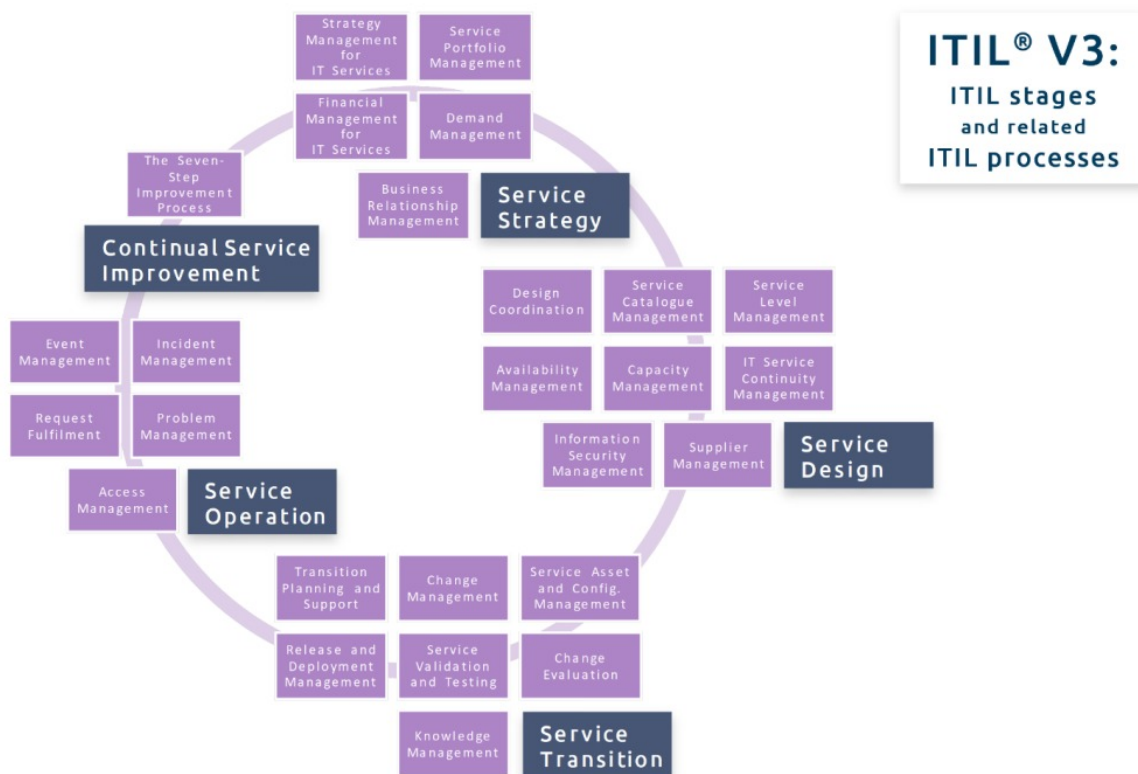 ITIL® V3:
ITIL stages
and related
ITIL processes
Strategy
Management
for
IT Services
Service
Portfolio
Management
Financial
Management
for
IT Services
Demand
Management
Business
Relationship
Management
Service
Strategy
The Seven-
Step
Improvement
Process
Continual Service
Improvement
Design
Coordination
Service
Catalogue
Management
Service
Level
Management
Availability
Management
Capacity
Management
IT Service
Continuity
Management
Information
Security
Management
Supplier
Management
Service
Design
Event
Management
Incident
Management
Request
Fulfilment
Problem
Management
Access
Management
Service
Operation
Transition
Planning and
Support
Change
Management
Service Asset
and Config.
Management
Release and
Deployment
Management
Service
Validation
and Testing
Change
Evaluation
Knowledge
Management
Service
Transition